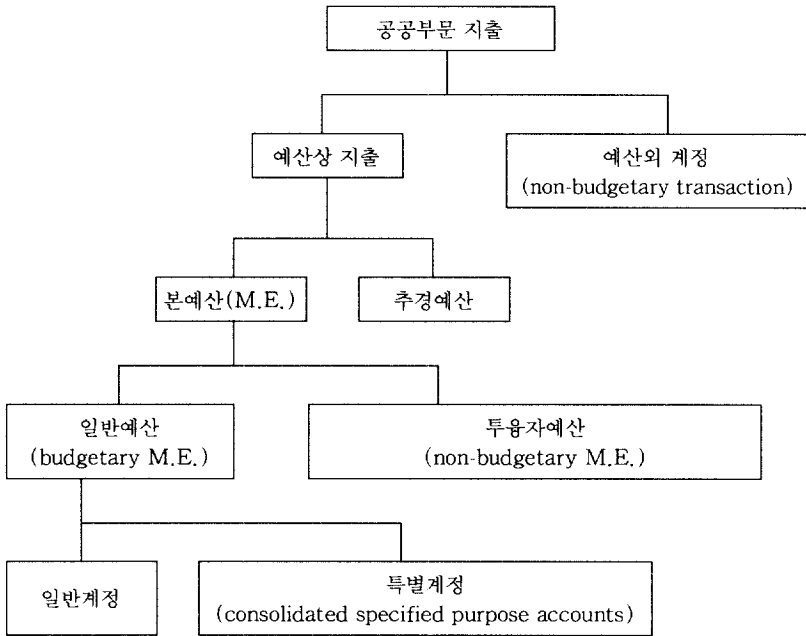 공공부문 지출
예산상 지출
예산외 계정
(non-budgetary transaction)
본예산(M.E.)
추경예산
일반예산
(budgetary M.E.)
투융자예산
(non-budgetary M.E.)
일반계정
특별계정
(consolidated specified purpose accounts)